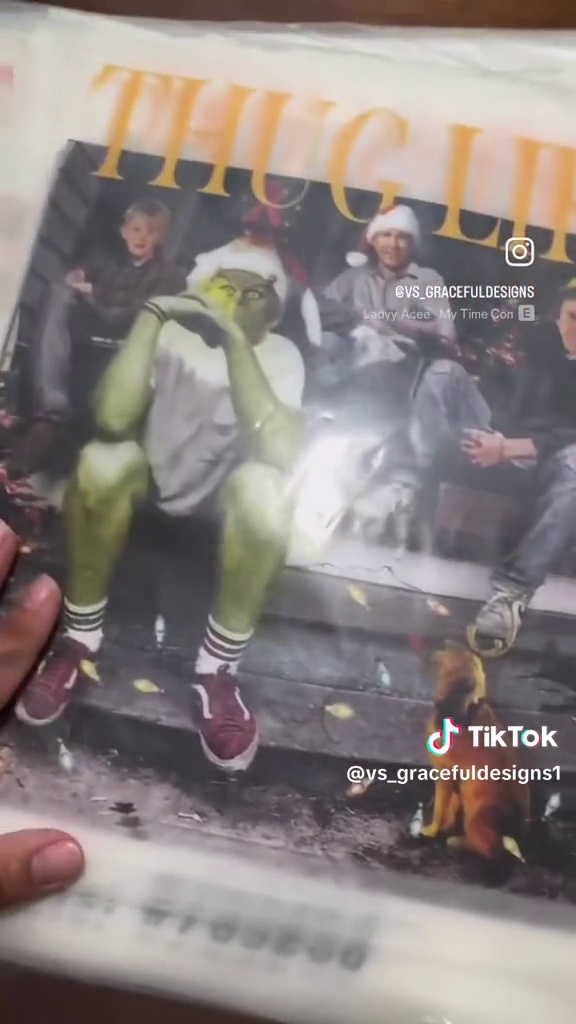 THUG LI
@VS_GRACEFULDESIGNS
Ladyy Acee My Time Con E
TikTok
@vs_gracefuldesigns1